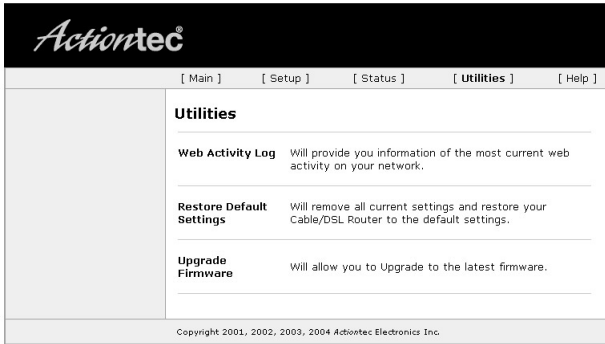 Actiontec®
[ Main ] [ Setup ] [ Status ] [ Utilities ] [ Help ]
Utilities
Web Activity Log Will provide you information of the most current web
activity on your network.
Restore Default Will remove all current settings and restore your
Settings Cable/DSL Router to the default settings.
Upgrade
Firmware Will allow you to Upgrade to the latest firmware.
Copyright 2001, 2002, 2003, 2004 Actiontec Electronics Inc.